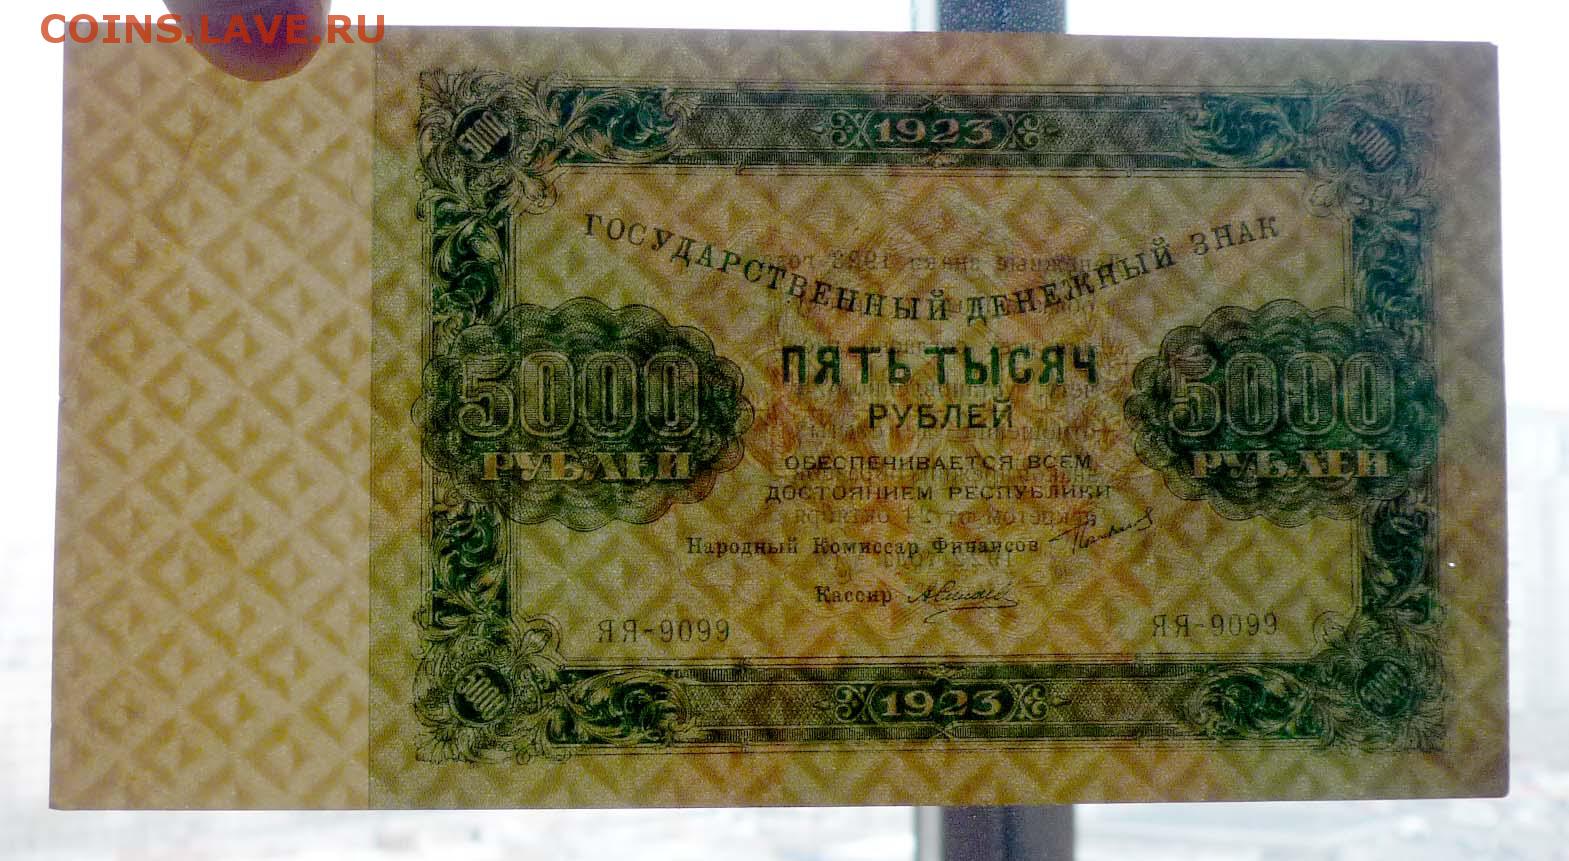 COINS.LAVE.RU
1923
ГОСУДАРСТВЕННЫЙ ДЕНЕЖНЫЙ ЗНАК
5000
РУБЛЕЙ
ПЯТЬ ТЫСЯЧ
РУБЛЕЙ
5000
РУБЛЕЙ
ОБЕСПЕЧИВАЕТСЯ ВСЕМ
ДОСТОЯНИЕМ РЕСПУБЛИКИ
Народный Комиссар Финансов
Кассир
ЯЯ-9099
ЯЯ-9099
1923